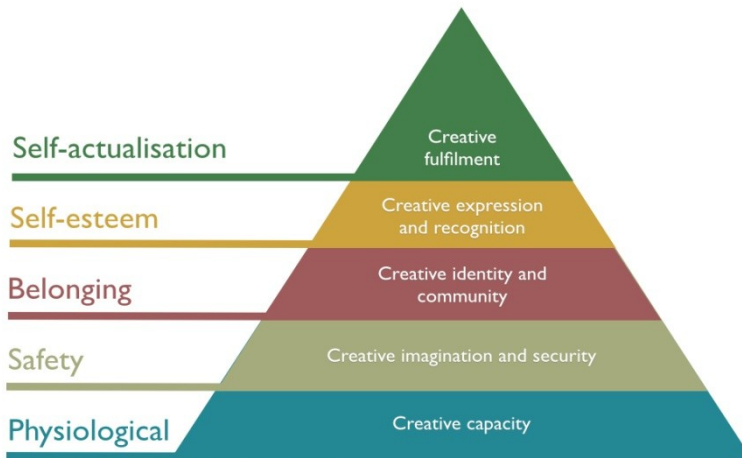 Self-actualisation
Creative
fulfilment
Self-esteem
Creative expression
and recognition
Belonging
Creative identity and
community
Safety
Creative imagination and security
Physiological
Creative capacity